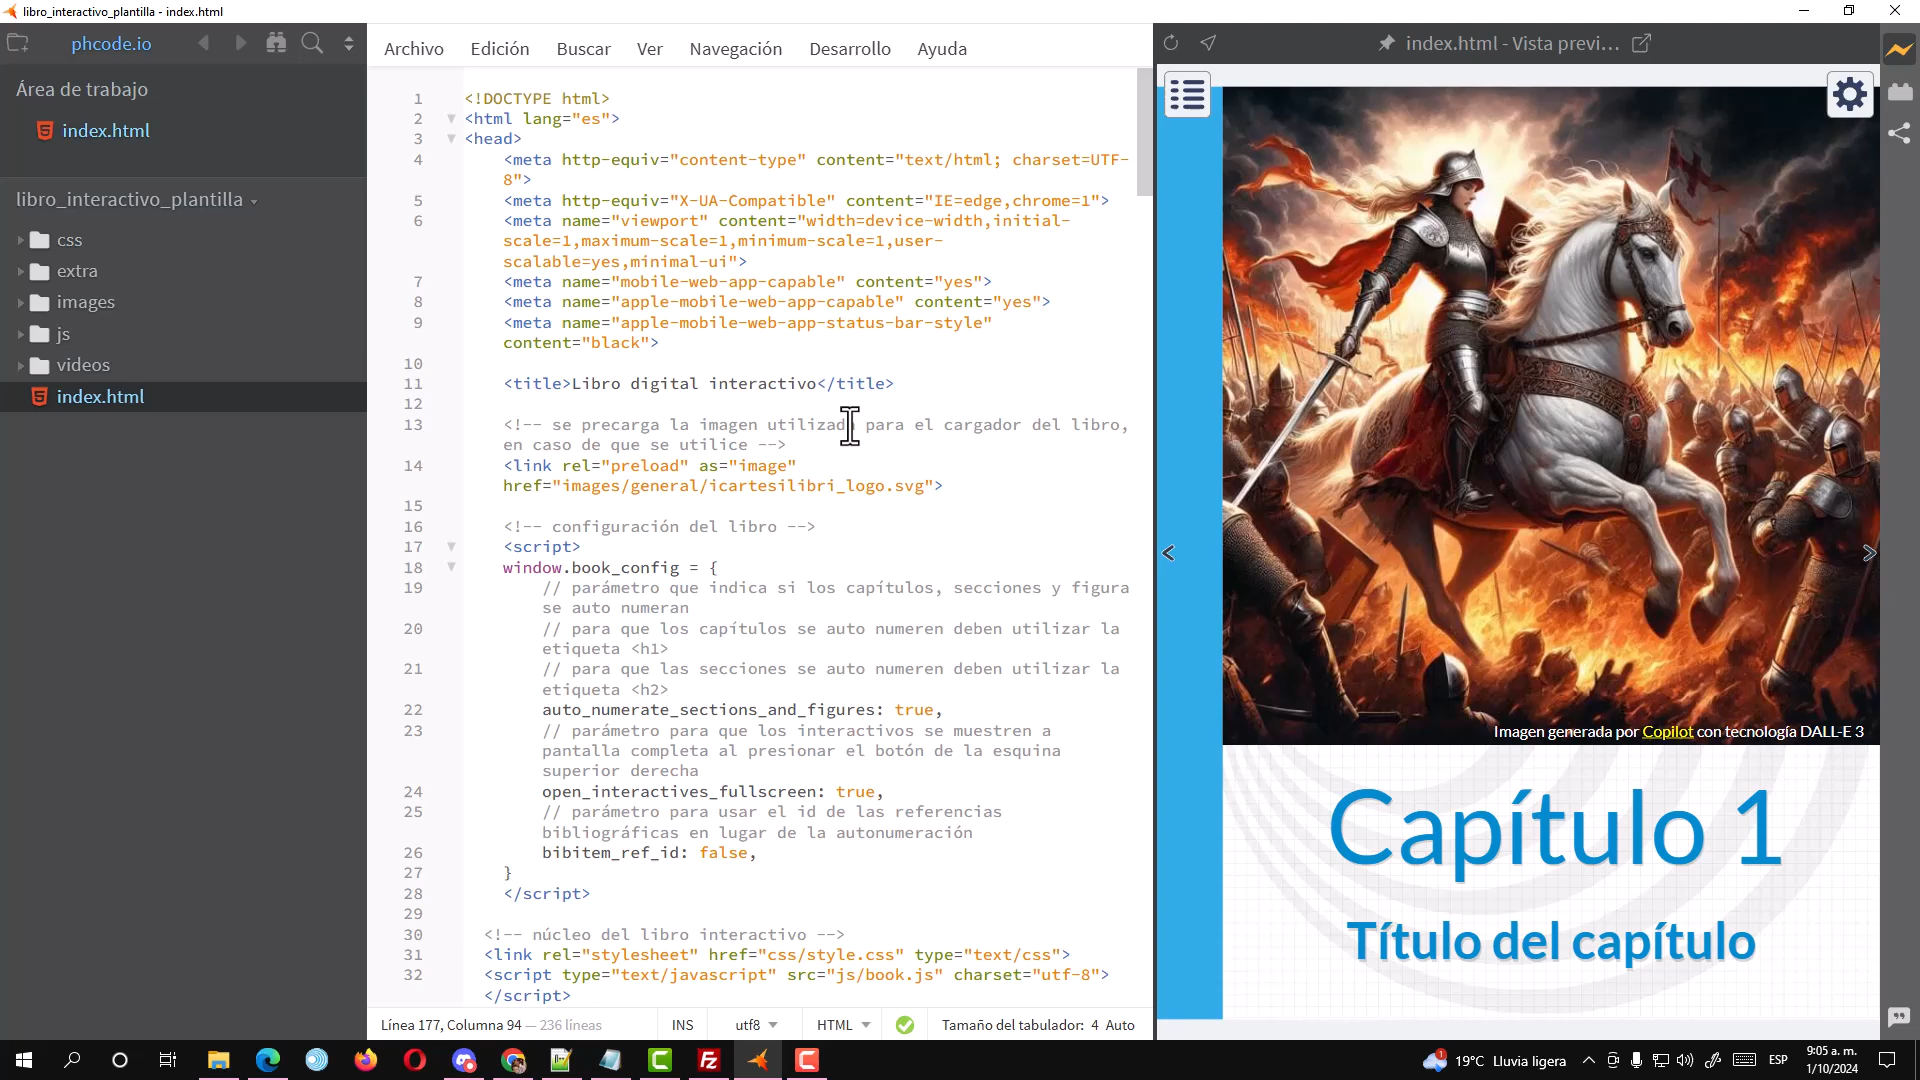 libro_interactivo_plantilla - index.html
phcode.io
Área de trabajo
index.html
libro_interactivo_plantilla
css
extra
images
js
videos
index.html
Archivo Edición Buscar Ver Navegación Desarrollo Ayuda
1 <!DOCTYPE html>
2 <html lang="es">
3 <head>
4 <meta http-equiv="content-type" content="text/html; charset=UTF-
8">
5 <meta http-equiv="X-UA-Compatible" content="IE=edge,chrome=1">
6 <meta name="viewport" content="width=device-width,initial-
scale=1,maximum-scale=1,minimum-scale=1,user-
scalable=yes,minimal-ui">
7 <meta name="mobile-web-app-capable" content="yes">
8 <meta name="apple-mobile-web-app-capable" content="yes">
9 <meta name="apple-mobile-web-app-status-bar-style"
content="black">
10
11 <title>Libro digital interactivo</title>
12
13 <!-- se precarga la imagen utilizada para el cargador del libro,
en caso de que se utilice -->
14 <link rel="preload" as="image"
href="images/general/icartesilibri_logo.svg">
15
16 <!-- configuración del libro -->
17 <script>
18 window.book_config = {
19 // parámetro que indica si los capítulos, secciones y figura
se auto numeran
20 // para que los capítulos se auto numeren deben utilizar la
etiqueta <h1>
21 // para que las secciones se auto numeren deben utilizar la
etiqueta <h2>
22 auto_numerate_sections_and_figures: true,
23 // parámetro para que los interactivos se muestren a
pantalla completa al presionar el botón de la esquina
superior derecha
24 open_interactives_fullscreen: true,
25 // parámetro para usar el id de las referencias
bibliográficas en lugar de la autonumeración
26 bibitem_ref_id: false,
27 }
28 </script>
29
30 <!-- núcleo del libro interactivo -->
31 <link rel="stylesheet" href="css/style.css" type="text/css">
32 <script type="text/javascript" src="js/book.js" charset="utf-8">
</script>
Línea 177, Columna 94 — 236 líneas INS utf8 HTML Tamaño del tabulador: 4 Auto
index.html - Vista previ...
Imagen generada por Copilot con tecnología DALL-E 3
Capítulo 1
Título del capítulo
19°C Lluvia ligera ESP 9:05 a. m.
1/10/2024